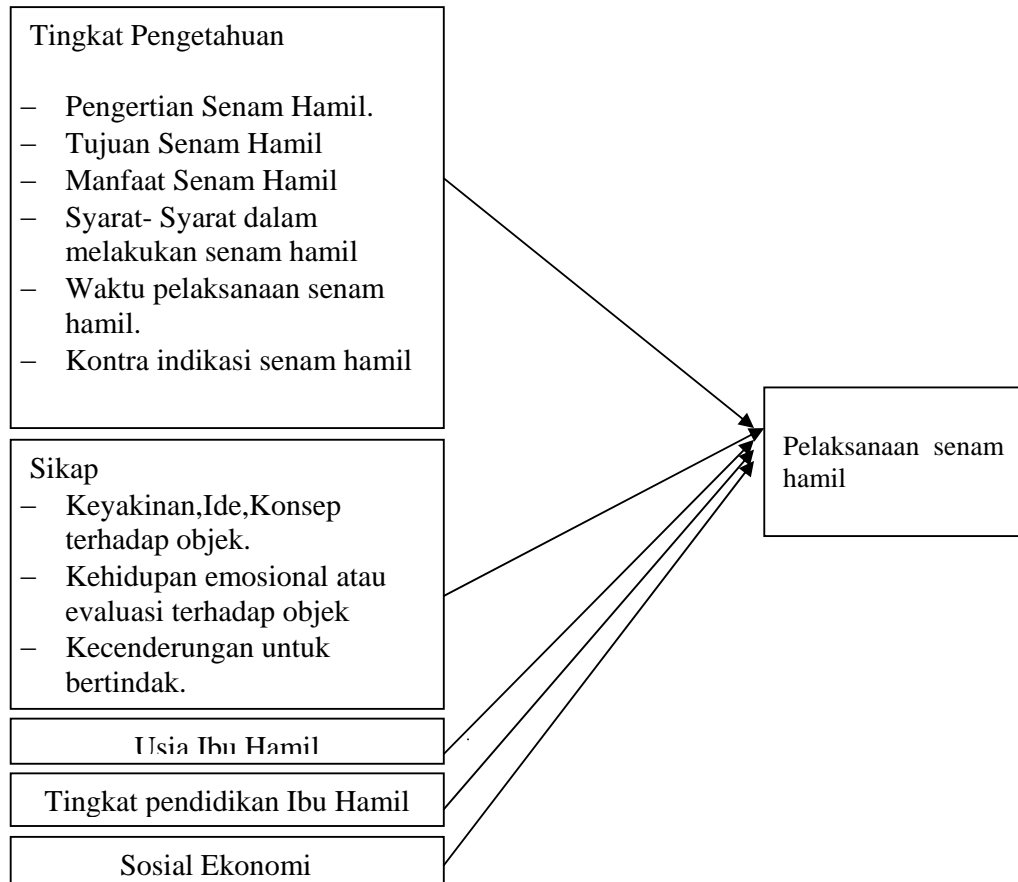 Tingkat Pengetahuan
– Pengertian Senam Hamil.
– Tujuan Senam Hamil
– Manfaat Senam Hamil
– Syarat- Syarat dalam
melakukan senam hamil
– Waktu pelaksanaan senam
hamil.
– Kontra indikasi senam hamil
Sikap
– Keyakinan,Ide,Konsep
terhadap objek.
– Kehidupan emosional atau
evaluasi terhadap objek
– Kecenderungan untuk
bertindak.
Usia Ibu Hamil
Tingkat pendidikan Ibu Hamil
Sosial Ekonomi
Pelaksanaan senam
hamil